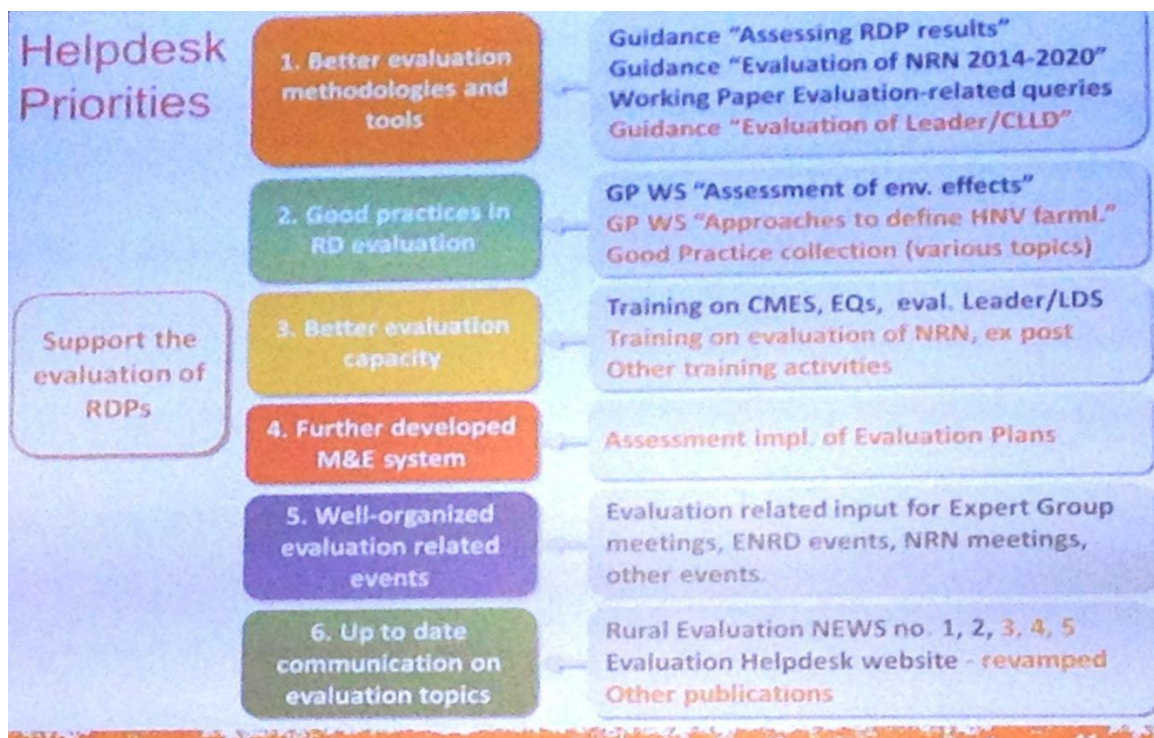 Helpdesk
Priorities
Support the
evaluation of
RDPs
1. Better evaluation
methodologies and
tools
Guidance “Assessing RDP results”
Guidance “Evaluation of NRN 2014-2020”
Working Paper Evaluation-related queries
Guidance “Evaluation of Leader/CLLD”
2. Good practices in
RD evaluation
GP WS “Assessment of env. effects”
GP WS “Approaches to define HNV farml.”
Good Practice collection (various topics)
3. Better evaluation
capacity
Training on CMES, EQs, eval. Leader/LDS
Training on evaluation of NRN, ex post
Other training activities
4. Further developed
M&E system
Assessment impl. of Evaluation Plans
5. Well-organized
evaluation related
events
Evaluation related input for Expert Group
meetings, ENRD events, NRN meetings,
other events.
6. Up to date
communication on
evaluation topics
Rural Evaluation NEWS no. 1, 2, 3, 4, 5
Evaluation Helpdesk website - revamped
Other publications